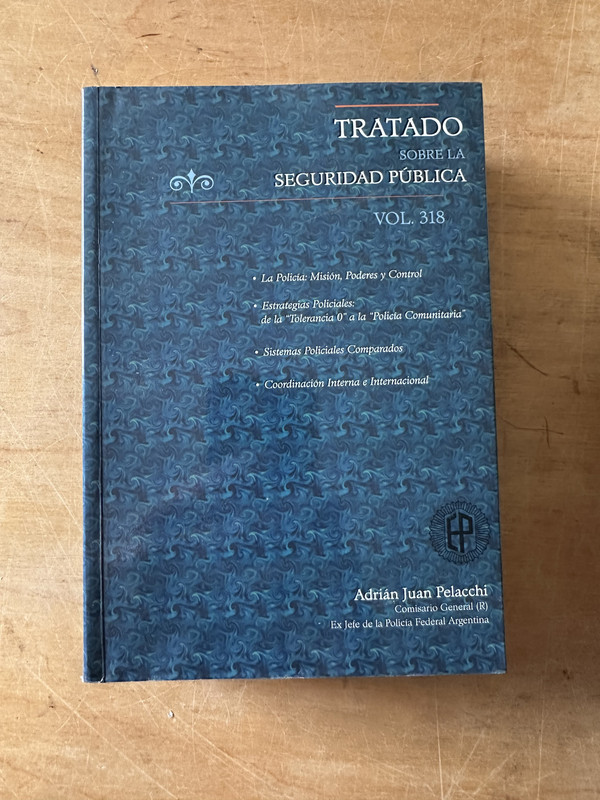 TRATADO
SOBRE LA
SEGURIDAD PÚBLICA
VOL. 318
• La Policía: Misión, Poderes y Control
• Estrategias Policiales:
de la "Tolerancia 0" a la "Policía Comunitaria"
• Sistemas Policiales Comparados
• Coordinación Interna e Internacional
EP
Adrián Juan Pelacchi
Comisario General (R)
Ex Jefe de la Policía Federal Argentina